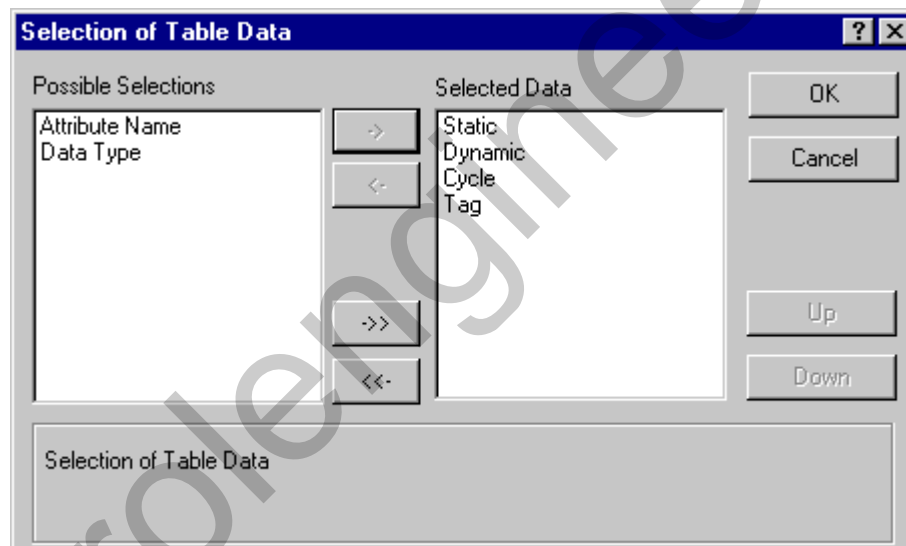 Selection of Table Data
? ×
Possible Selections
Attribute Name
Data Type
->
<-
->>
<<-
Selected Data
Static
Dynamic
Cycle
Tag
OK
Cancel
Up
Down
Selection of Table Data
rolenginee